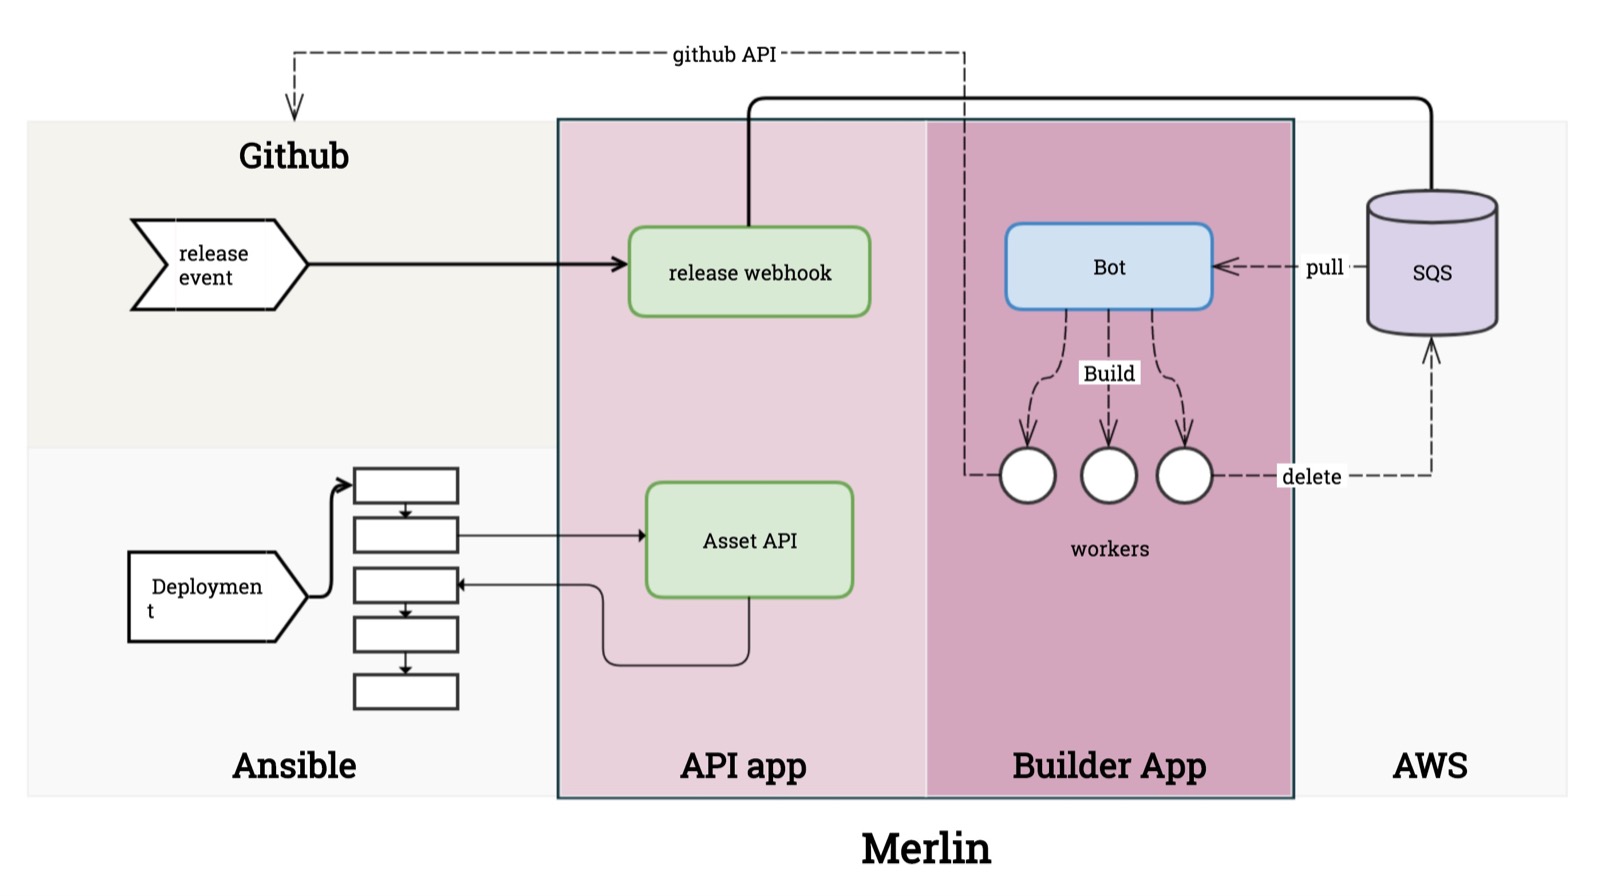 github API
Github
release
event
release webhook
Bot
pull
SQS
Build
delete
workers
Deploymen
t
Asset API
Ansible
API app
Builder App
AWS
Merlin